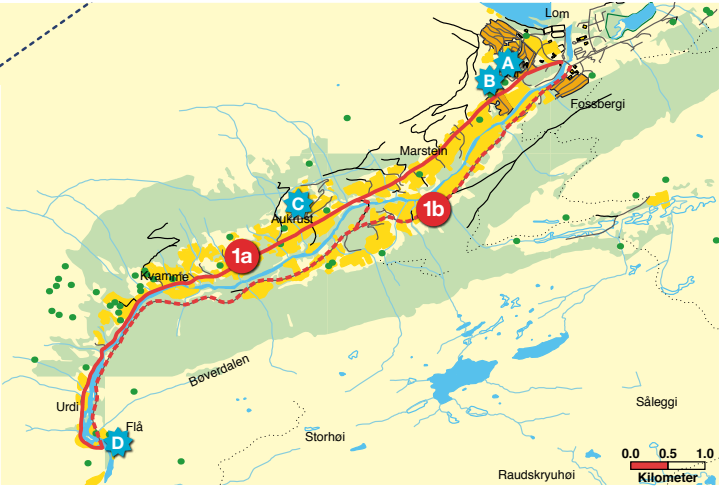 Lom
A
B
Fossbergi
Marstein
C
Aukrust
1b
1a
Kvamme
Bøverdalen
Urdi
Flå
D
Såleggi
Storhøi
Raudskryuhøi
0.0 0.5 1.0
Kilometer